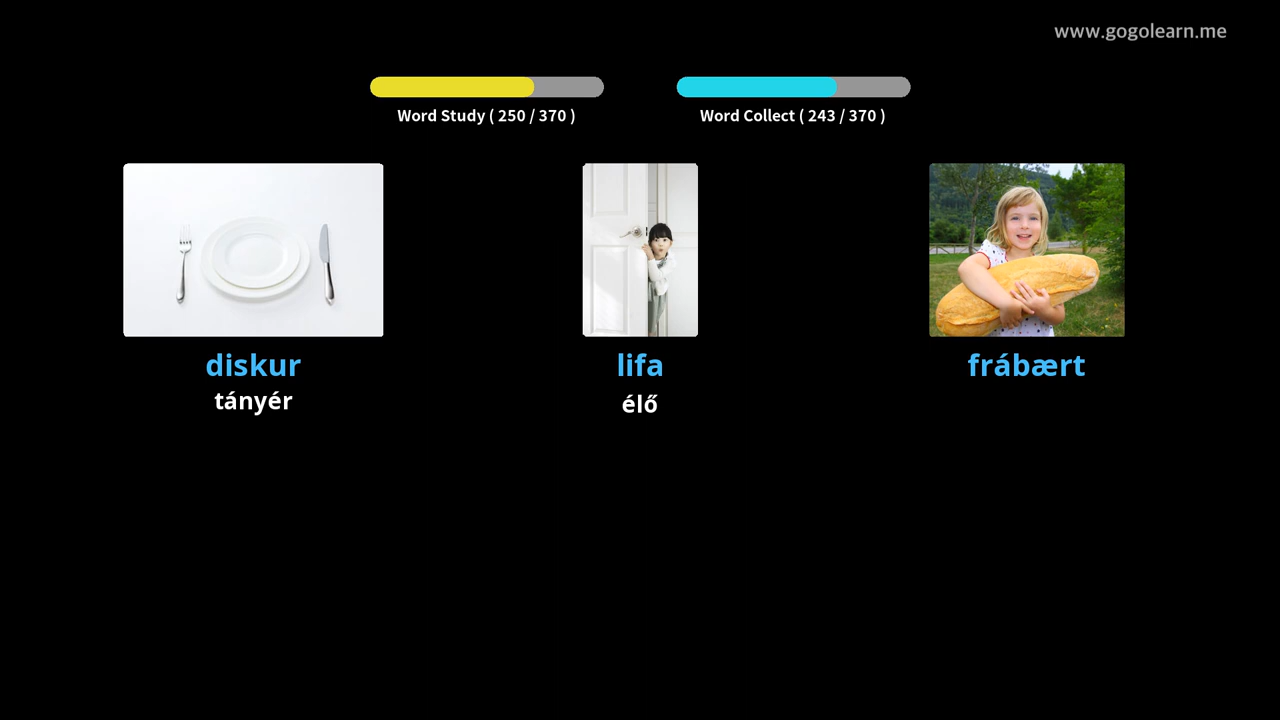 www.gogolearn.me
Word Study ( 250 / 370 )
Word Collect ( 243 / 370 )
diskur
tányér
lifa
élő
frábært